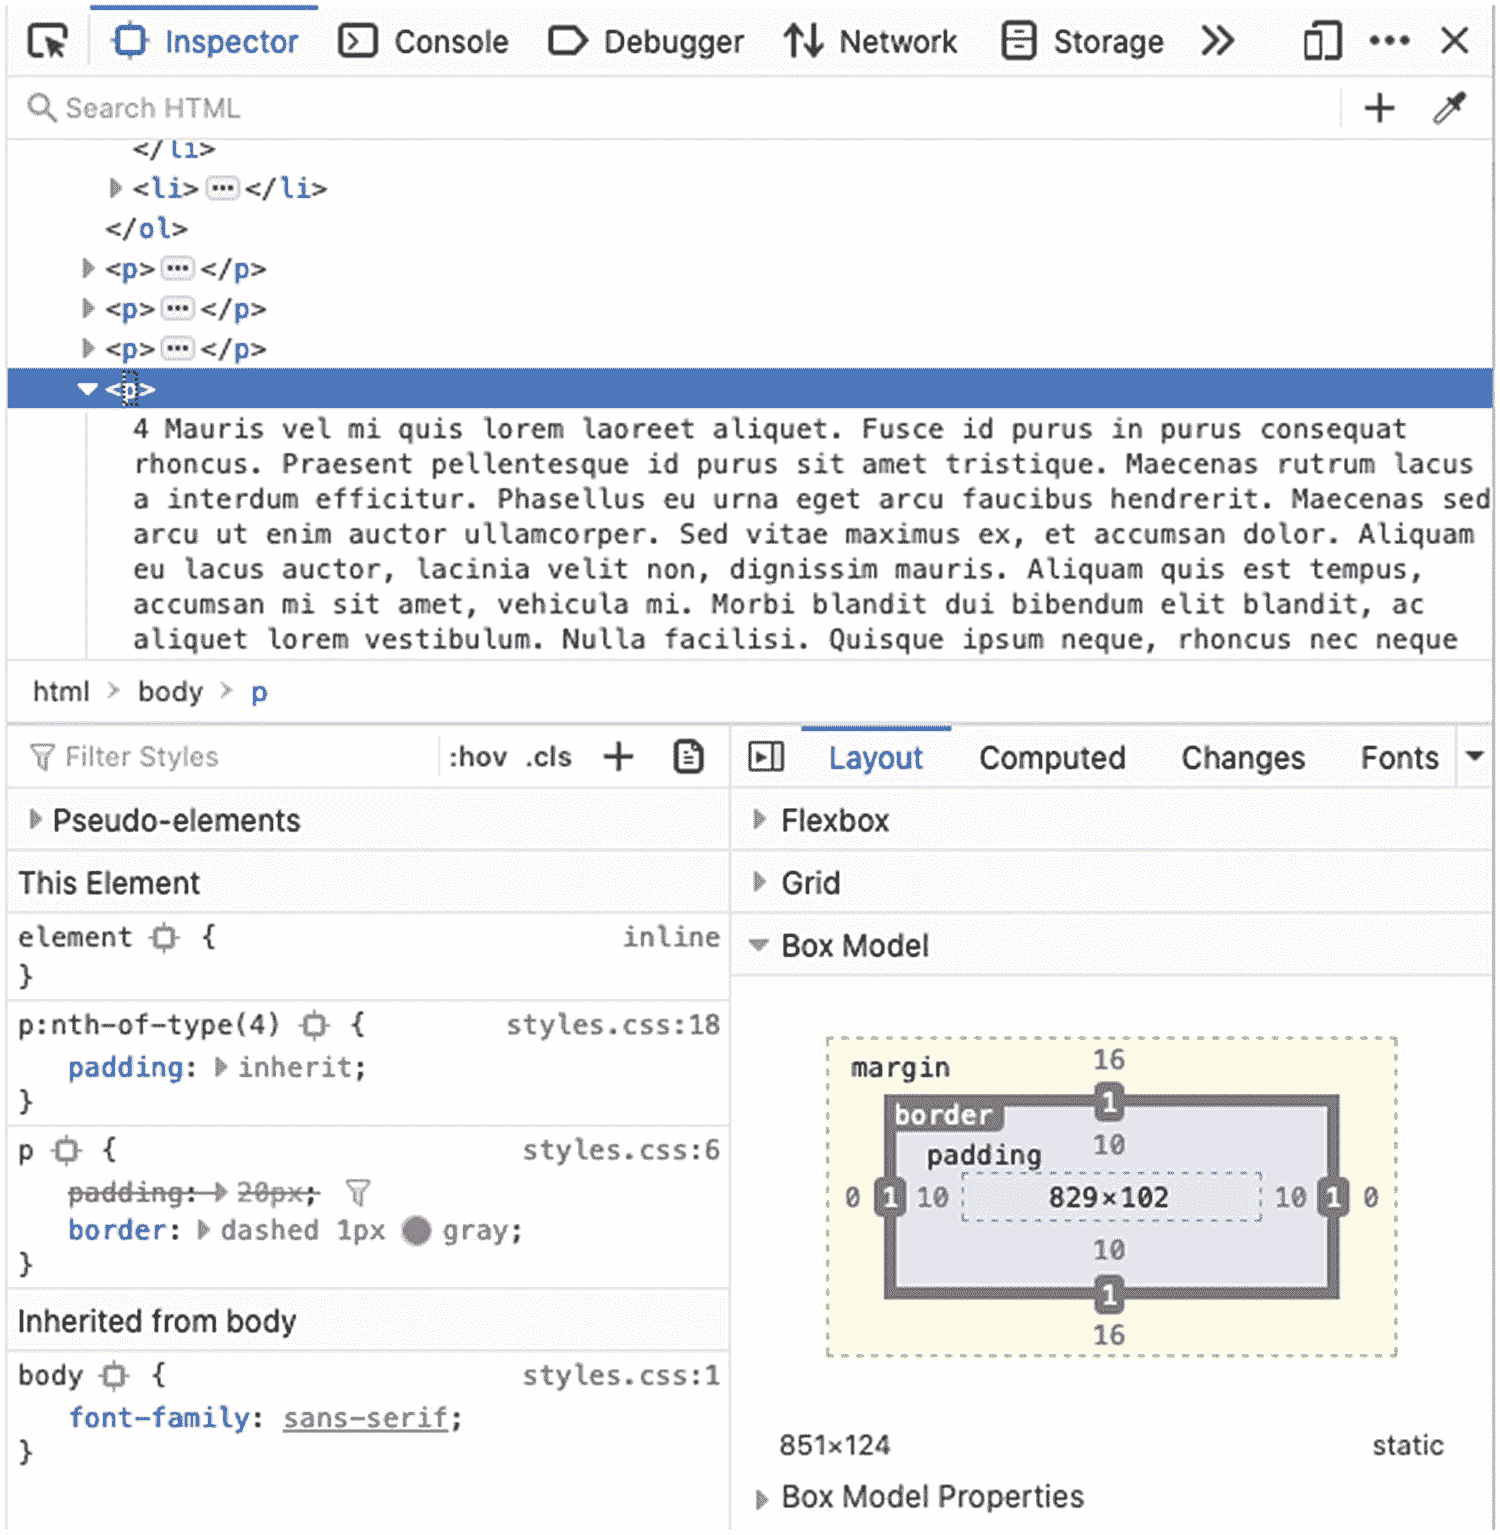 Inspector Console Debugger Network Storage
Search HTML
</li>
<li> ··· </li>
</ol>
<p> ··· </p>
<p> ··· </p>
<p> ··· </p>
<p>
4 Mauris vel mi quis lorem laoreet aliquet. Fusce id purus in purus consequat
rhoncus. Praesent pellentesque id purus sit amet tristique. Maecenas rutrum lacus
a interdum efficitur. Phasellus eu urna eget arcu faucibus hendrerit. Maecenas sed
arcu ut enim auctor ullamcorper. Sed vitae maximus ex, et accumsan dolor. Aliquam
eu lacus auctor, lacinia velit non, dignissim mauris. Aliquam quis est tempus,
accumsan mi sit amet, vehicula mi. Morbi blandit dui bibendum elit blandit, ac
aliquet lorem vestibulum. Nulla facilisi. Quisque ipsum neque, rhoncus nec neque
html > body > p
Filter Styles :hov .cls +
Pseudo-elements
This Element
element { inline
}
p:nth-of-type(4) { styles.css:18
padding: inherit;
}
p { styles.css:6
padding: 20px;
border: dashed 1px gray;
}
Inherited from body
body { styles.css:1
font-family: sans-serif;
}
Layout Computed Changes Fonts
Flexbox
Grid
Box Model
margin 16
border 1
padding 10
0 1 10 829×102 10 1 0
10
1
16
851×124 static
Box Model Properties